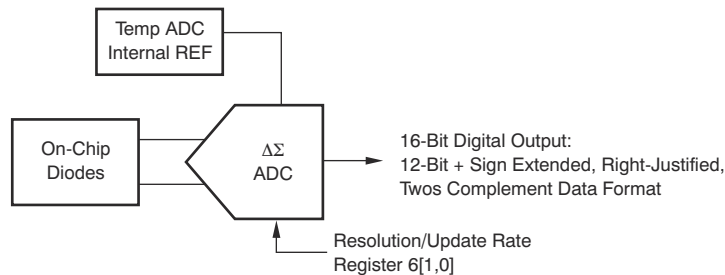 Temp ADC
Internal REF
On-Chip
Diodes
ΔΣ
ADC
16-Bit Digital Output:
12-Bit + Sign Extended, Right-Justified,
Twos Complement Data Format
Resolution/Update Rate
Register 6[1,0]